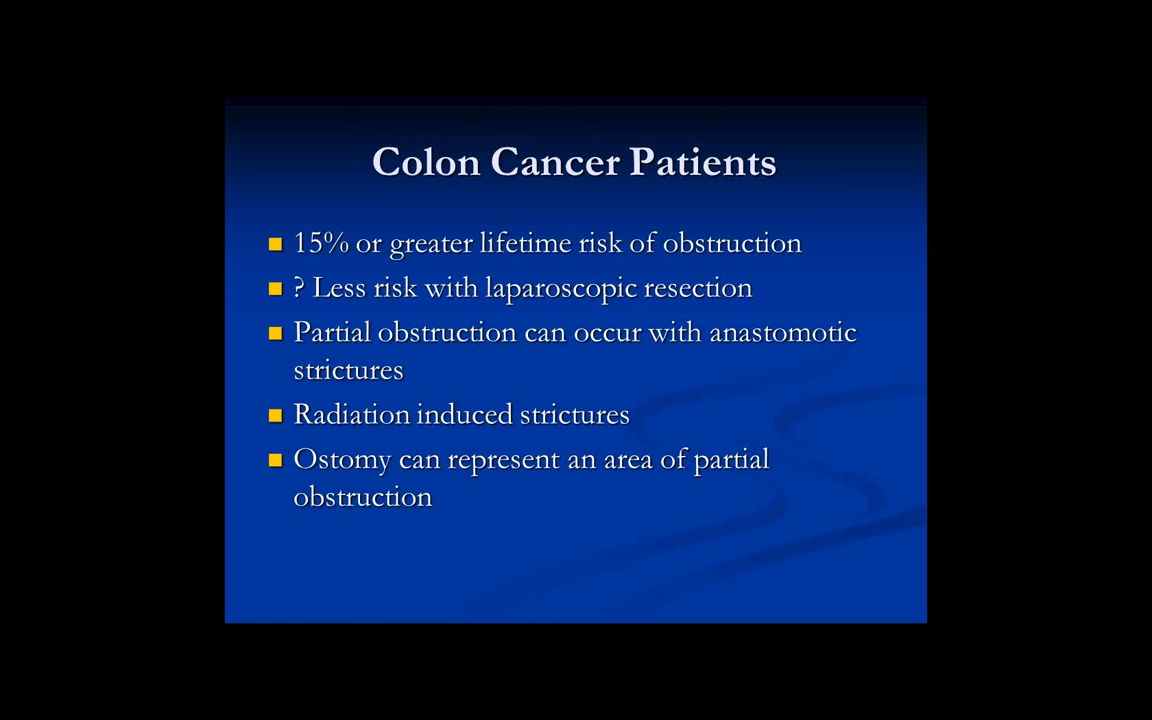 Colon Cancer Patients
15% or greater lifetime risk of obstruction
? Less risk with laparoscopic resection
Partial obstruction can occur with anastomotic
strictures
Radiation induced strictures
Ostomy can represent an area of partial
obstruction